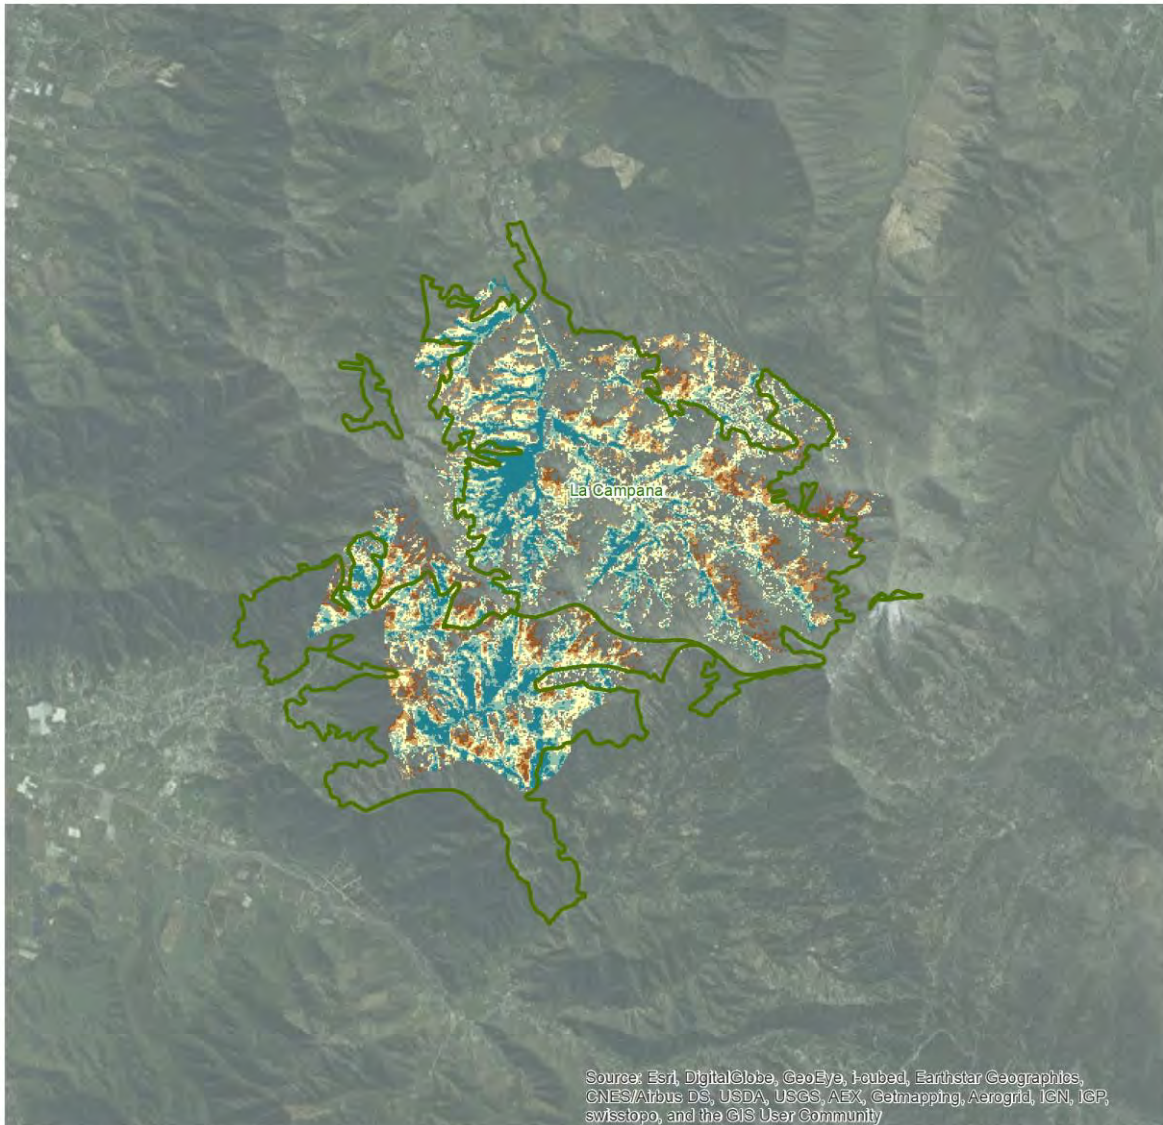 La Campana
Source: Esri, DigitalGlobe, GeoEye, i-cubed, Earthstar Geographics,
CNES/Airbus DS, USDA, USGS, AEX, Getmapping, Aerogrid, IGN, IGP,
swisstopo, and the GIS User Community